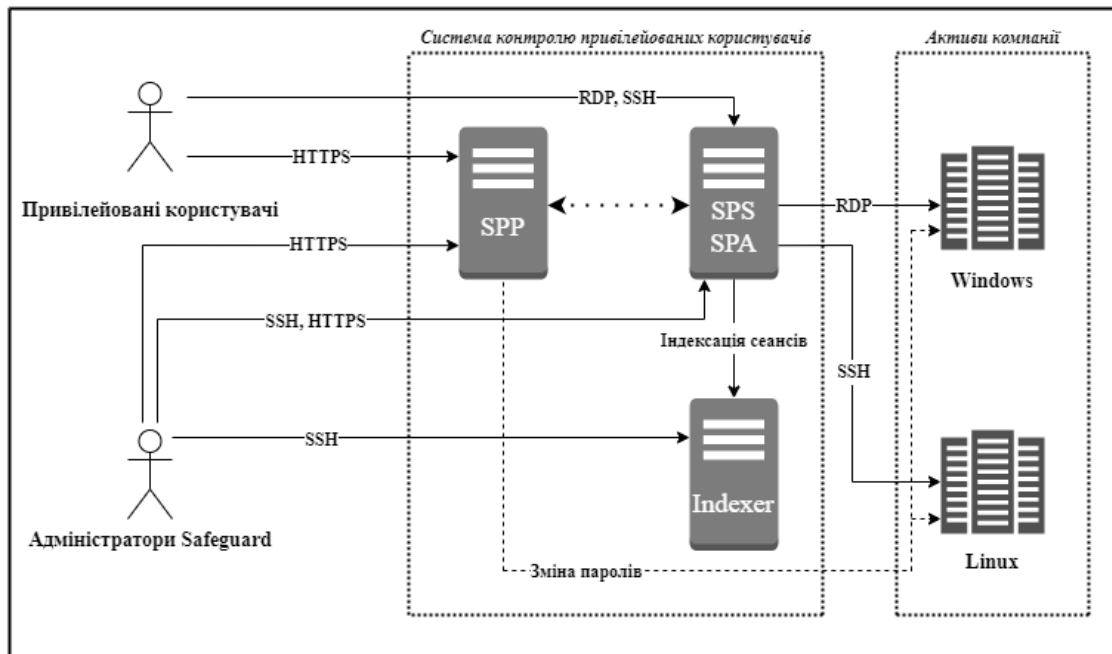 Система контролю привілейованих користувачів
Активи компанії
RDP, SSH
HTTPS
Привілейовані користувачі
SPP
SPS
SPA
RDP
HTTPS
Windows
SSH, HTTPS
Індексація сеансів
SSH
SSH
Indexer
Адміністратори Safeguard
Linux
Зміна паролів